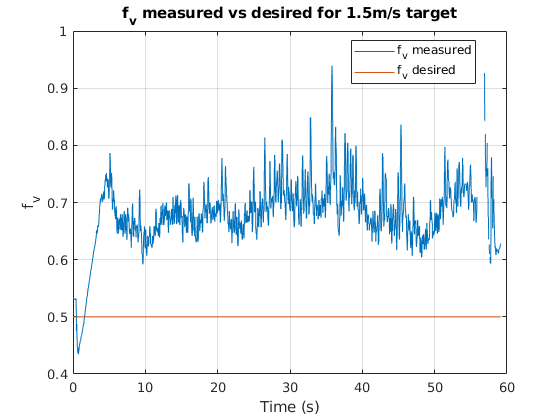 f_v measured vs desired for 1.5m/s target
f_v measured
f_v desired
1
0.9
0.8
0.7
0.6
0.5
0.4
f_v
0
10
20
30
40
50
60
Time (s)